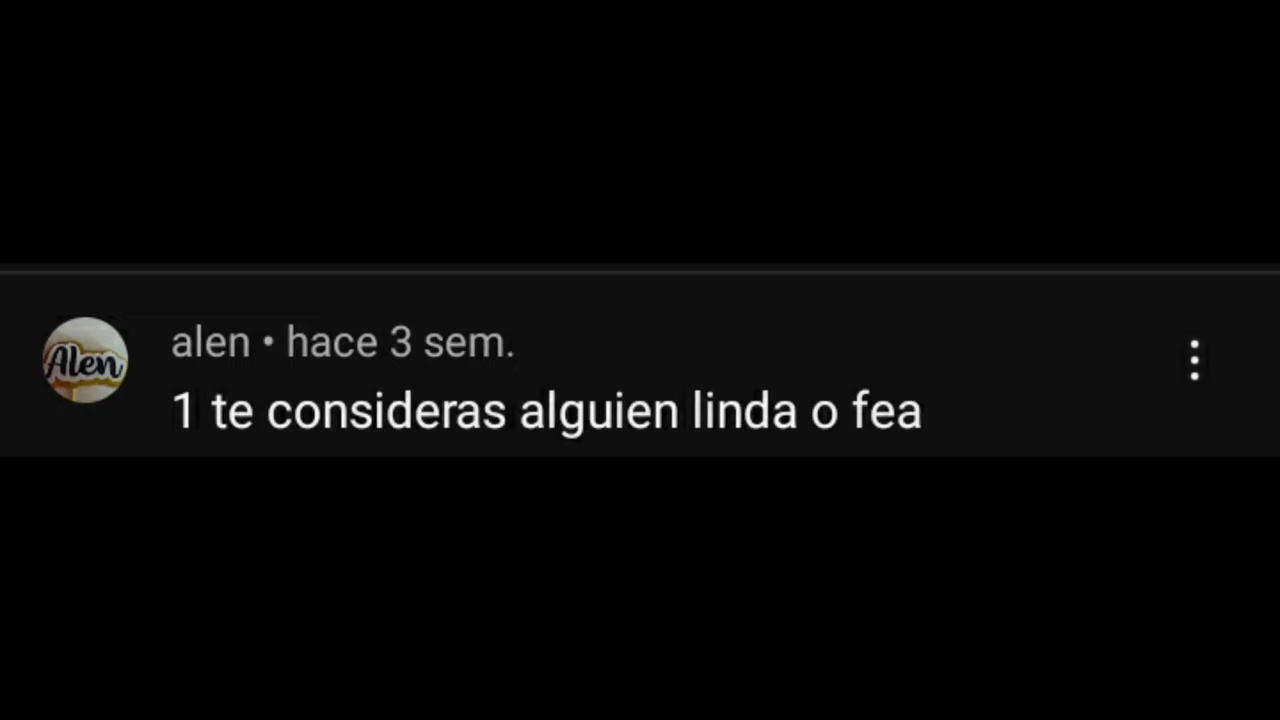 Alen
alen • hace 3 sem.
1 te consideras alguien linda o fea